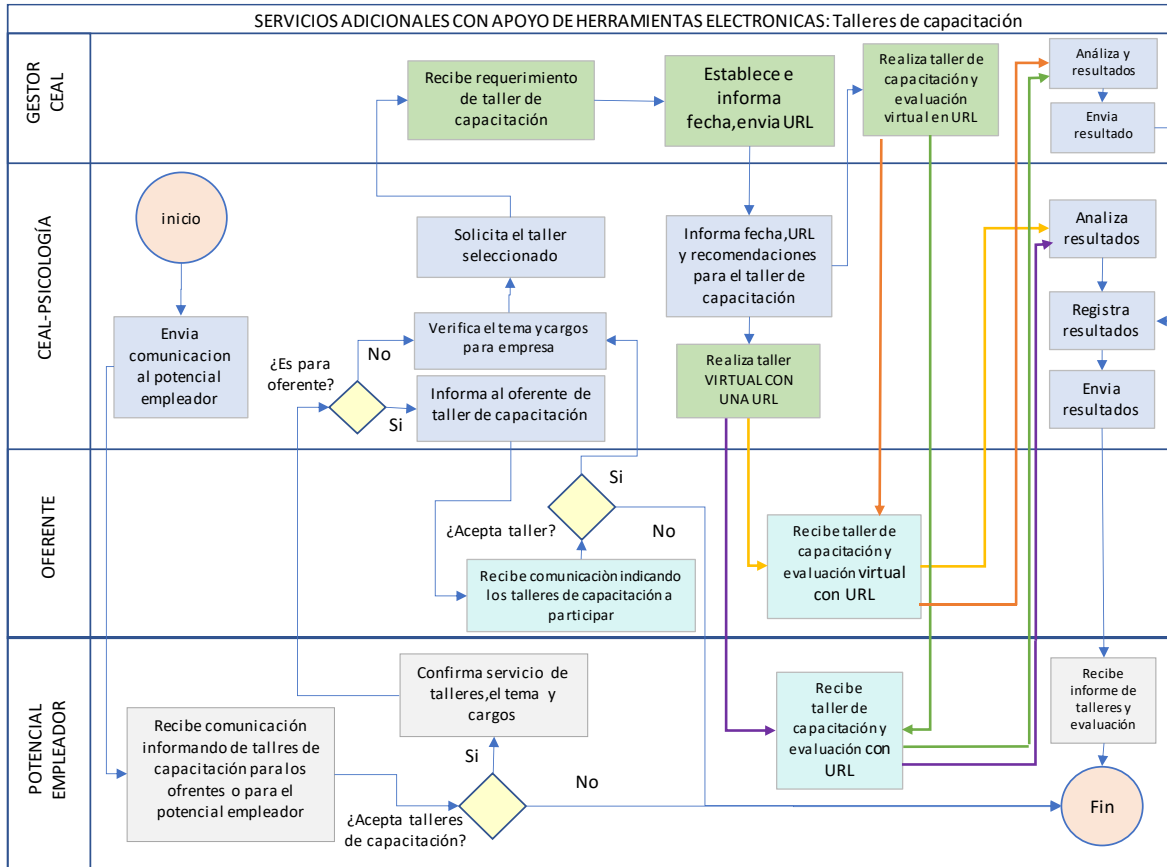 SERVICIOS ADICIONALES CON APOYO DE HERRAMIENTAS ELECTRONICAS: Talleres de capacitación
GESTOR
CEAL
Recibe requerimiento
de taller de
capacitación
Establece e
informa
fecha,envia URL
Realiza taller de
capacitación y
evaluación
virtual en URL
Análiza y
resultados
Envia
resultado
CEAL-PSICOLOGÍA
inicio
Envia
comunicacion
al potencial
empleador
Solicita el taller
seleccionado
Verifica el tema y cargos
para empresa
¿Es para
oferente?
No
Si
Informa al oferente de
taller de capacitación
Informa fecha,URL
y recomendaciones
para el taller de
capacitación
Realiza taller
VIRTUAL CON
UNA URL
Analiza
resultados
Registra
resultados
Envia
resultados
OFERENTE
¿Acepta taller?
Si
No
Recibe comunicaciòn indicando
los talleres de capacitación a
participar
Recibe taller de
capacitación y
evaluación virtual
con URL
POTENCIAL
EMPLEADOR
Recibe comunicación
informando de tallres de
capacitación para los
ofrentes o para el
potencial empleador
Confirma servicio de
talleres,el tema y
cargos
Si
No
¿Acepta talleres
de capacitación?
Recibe
taller de
capacitación y
evaluación con
URL
Recibe
informe de
talleres y
evaluación
Fin